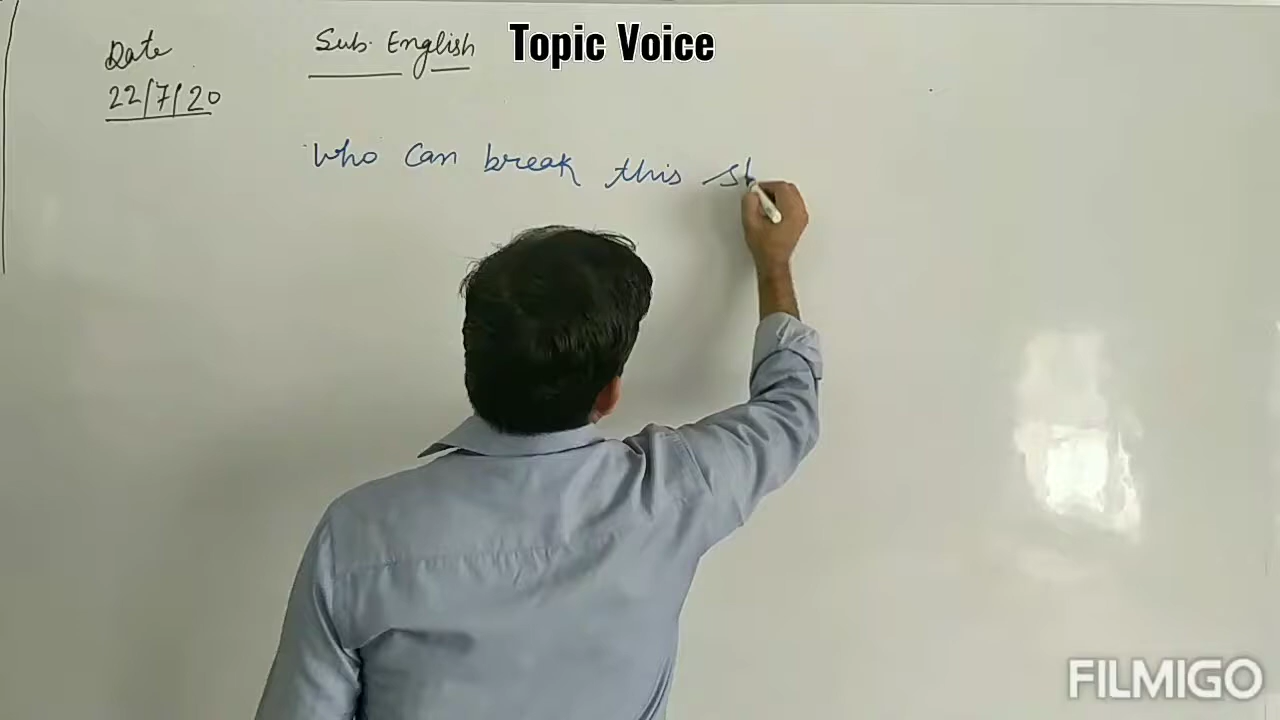 Date
22/7/20
Sub. English
Topic Voice
Who can break this
FILMIGO